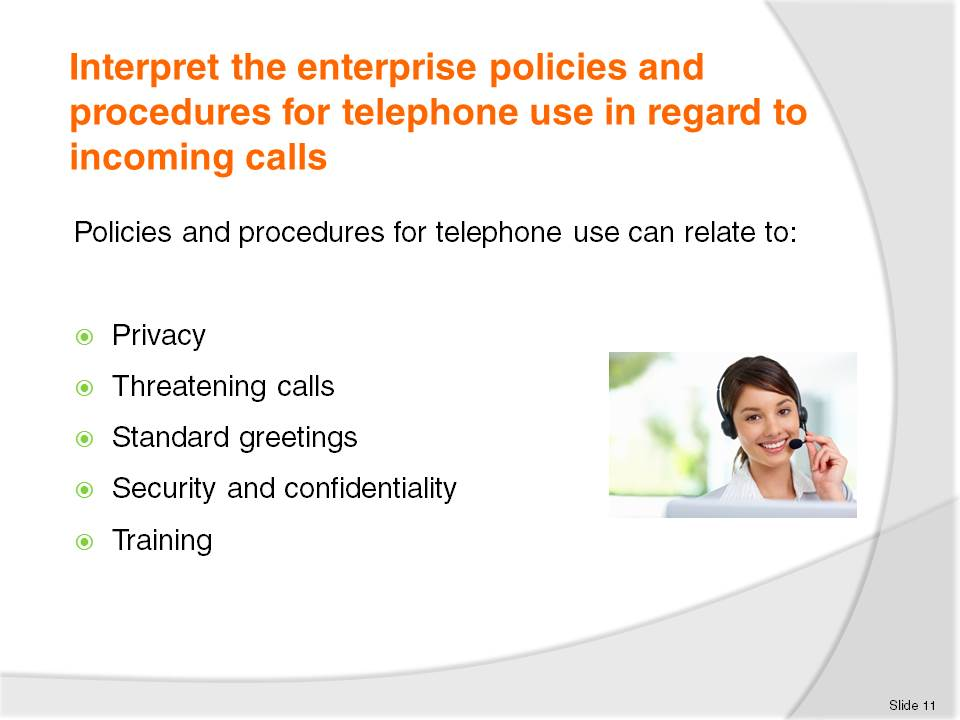 Interpret the enterprise policies and
procedures for telephone use in regard to
incoming calls
Policies and procedures for telephone use can relate to:
Privacy
Threatening calls
Standard greetings
Security and confidentiality
Training
Slide 11